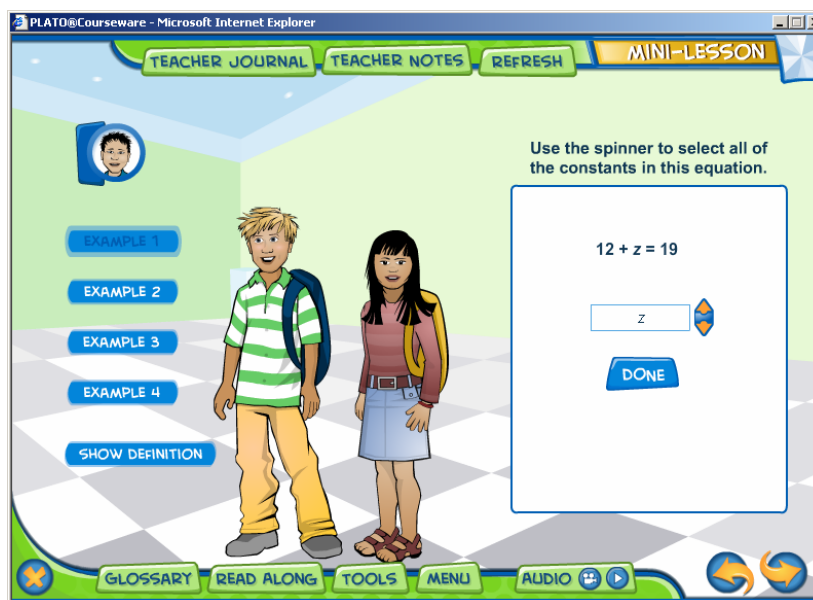 PLATO®Courseware - Microsoft Internet Explorer
TEACHER JOURNAL
TEACHER NOTES
REFRESH
MINI-LESSON
Use the spinner to select all of
the constants in this equation.
12 + z = 19
z
DONE
EXAMPLE 1
EXAMPLE 2
EXAMPLE 3
EXAMPLE 4
SHOW DEFINITION
GLOSSARY
READ ALONG
TOOLS
MENU
AUDIO